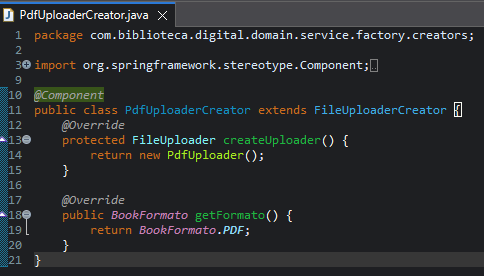 PdfUploaderCreator.java
1 package com.biblioteca.digital.domain.service.factory.creators;
2
3 import org.springframework.stereotype.Component;
9
10 @Component
11 public class PdfUploaderCreator extends FileUploaderCreator {
12 @Override
13 protected FileUploader createUploader() {
14 return new PdfUploader();
15 }
16
17 @Override
18 public BookFormato getFormato() {
19 return BookFormato.PDF;
20 }
21 }